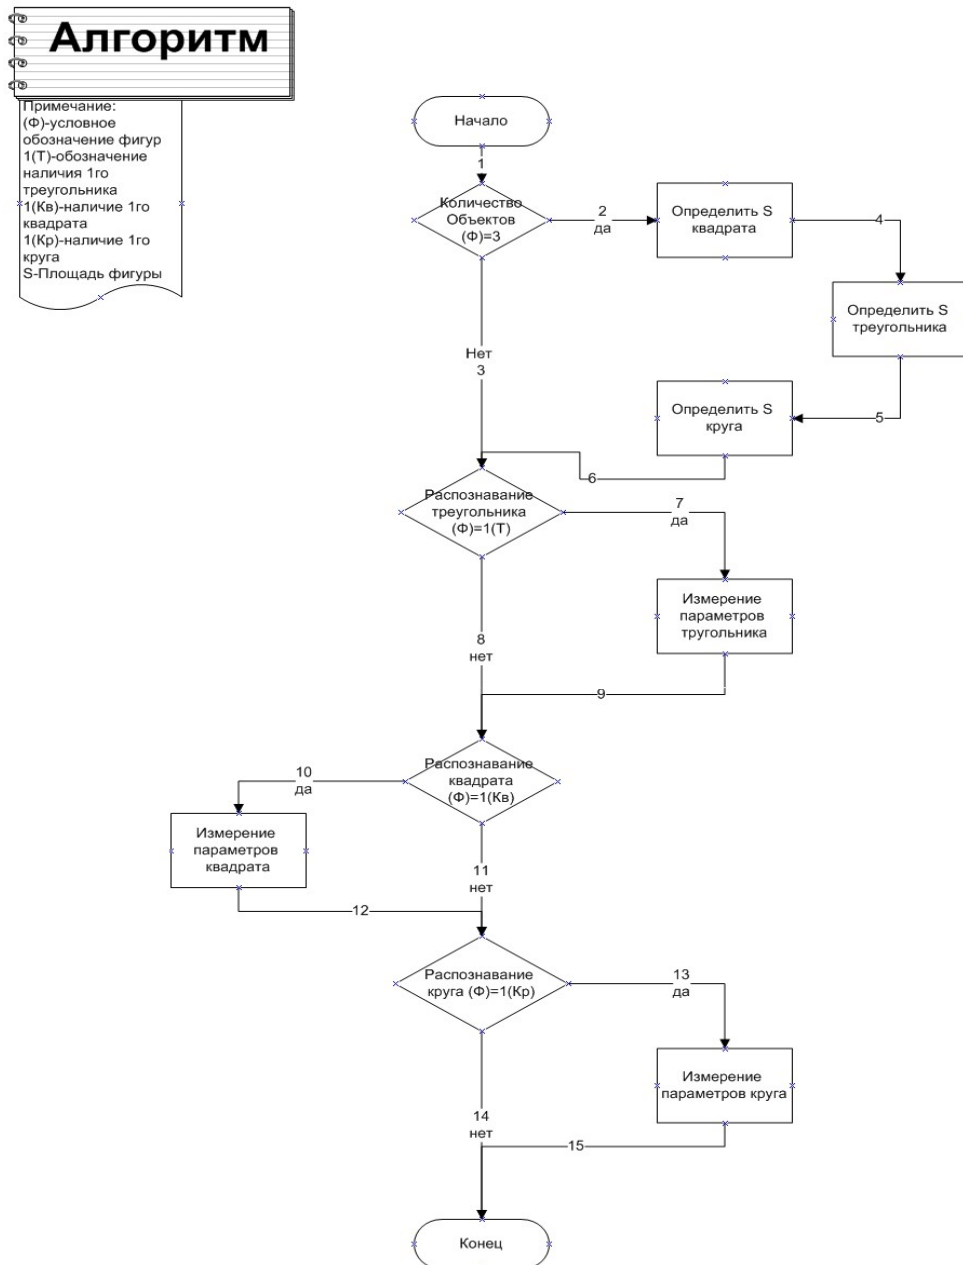 Алгоритм
Примечание:
(Ф)-условное
обозначение фигур
1(Т)-обозначение
наличия 1го
треугольника
1(Кв)-наличие 1го
квадрата
1(Кр)-наличие 1го
круга
S-Площадь фигуры
Начало
1
Количество
Объектов
(Ф)=3
2
да
Определить S
квадрата
4
Определить S
треугольника
Нет
3
Определить S
круга
5
6
Распознавание
треугольника
(Ф)=1(Т)
7
да
Измерение
параметров
тругольника
8
нет
9
Распознавание
квадрата
(Ф)=1(Кв)
10
да
Измерение
параметров
квадрата
11
нет
12
Распознавание
круга (Ф)=1(Кр)
13
да
Измерение
параметров круга
14
нет
15
Конец